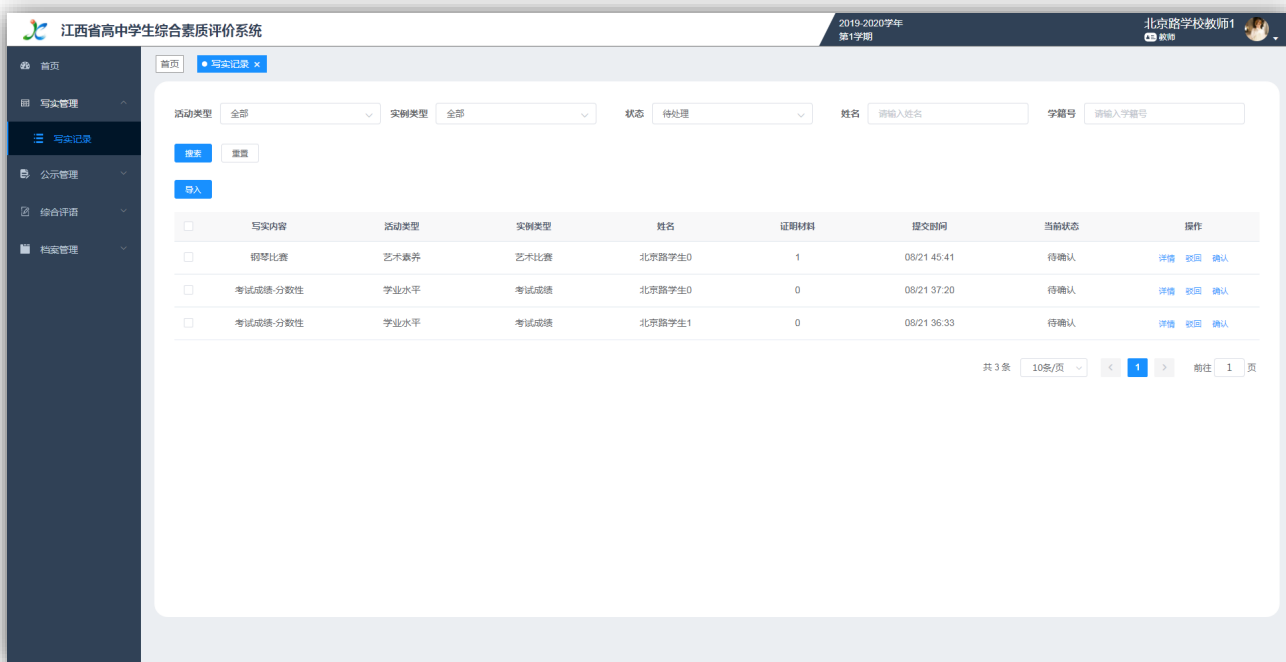 江西省高中学生综合素质评价系统
2019-2020学年
第1学期
北京路学校教师1
教师
首页
写实管理
写实记录
公示管理
综合评语
档案管理
首页 写实记录 ×
活动类型 全部 实例类型 全部 状态 待处理 姓名 请输入姓名 学籍号 请输入学籍号
搜索 重置
导入
写实内容 活动类型 实例类型 姓名 证明材料 提交时间 当前状态 操作
钢琴比赛 艺术素养 艺术比赛 北京路学生0 1 08/21 45:41 待确认 详情 驳回 确认
考试成绩-分数性 学业水平 考试成绩 北京路学生0 0 08/21 37:20 待确认 详情 驳回 确认
考试成绩-分数性 学业水平 考试成绩 北京路学生1 0 08/21 36:33 待确认 详情 驳回 确认
共 3 条 10条/页 < 1 > 前往 1 页